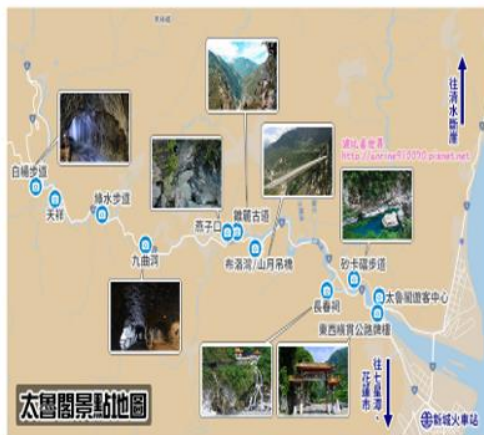 往清水斷崖
白楊步道
天祥
綠水步道
九曲洞
燕子口
錐麓古道
布洛灣/山月吊橋
砂卡礑步道
太魯閣遊客中心
長春祠
東西橫貫公路牌樓
往七星潭、
花蓮市
新城火車站
太魯閣景點地圖